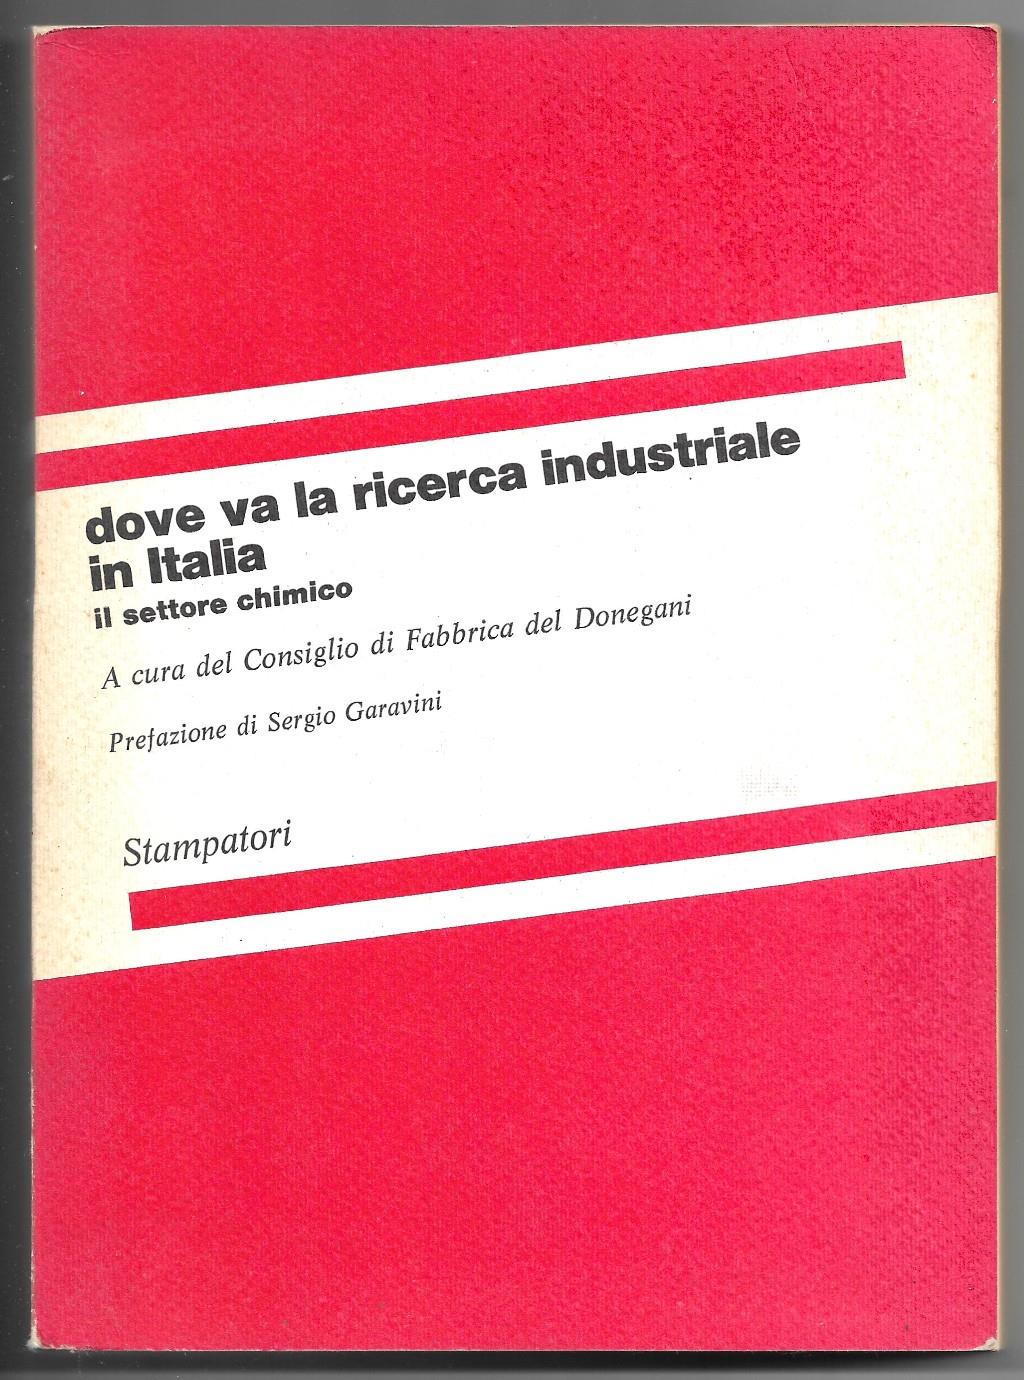 dove va la ricerca industriale
in Italia
il settore chimico
A cura del Consiglio di Fabbrica del Donegani
Prefazione di Sergio Garavini
Stampatori